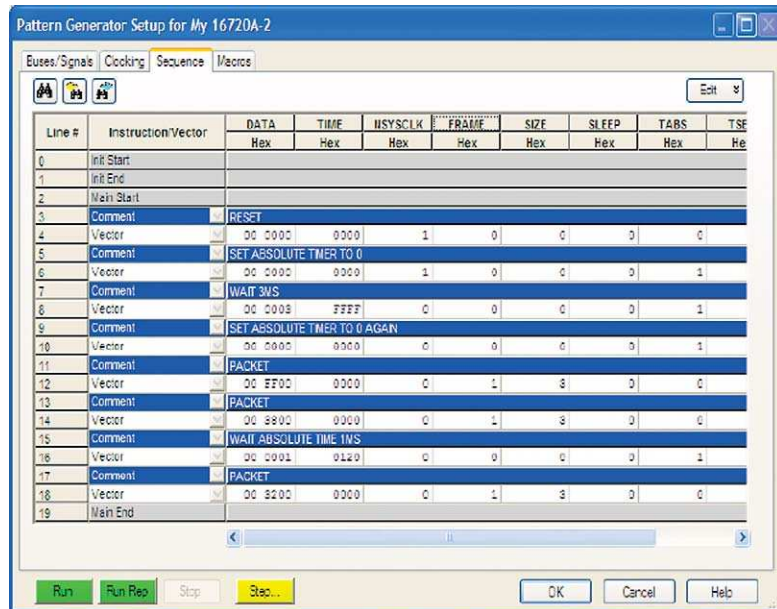 Pattern Generator Setup for My 16720A-2
Buses/Signals Clocking Sequence Macros
Edit
Line # Instruction/Vector DATA TIME NSYSCLK FRAME SIZE SLEEP TABS TSE
Hex Hex Hex Hex Hex Hex Hex He
0 Init Start
1 Init End
2 Main Start
3 Comment RESET
4 Vector 00 0000 0000 1 0 0 0 0
5 Comment SET ABSOLUTE TIMER TO 0
6 Vector 00 0000 0000 1 0 0 0 1
7 Comment WAIT 3MS
8 Vector 00 0003 FFFF 0 0 0 0 1
9 Comment SET ABSOLUTE TIMER TO 0 AGAIN
10 Vector 00 0000 0000 0 0 0 0 1
11 Comment PACKET
12 Vector 00 FF00 0000 0 1 3 0 0
13 Comment PACKET
14 Vector 00 3800 0000 0 1 3 0 0
15 Comment WAIT ABSOLUTE TIME 1MS
16 Vector 00 0001 0120 0 0 0 0 1
17 Comment PACKET
18 Vector 00 3200 0000 0 1 3 0 0
19 Main End
Run Run Rep Stop Step... OK Cancel Help